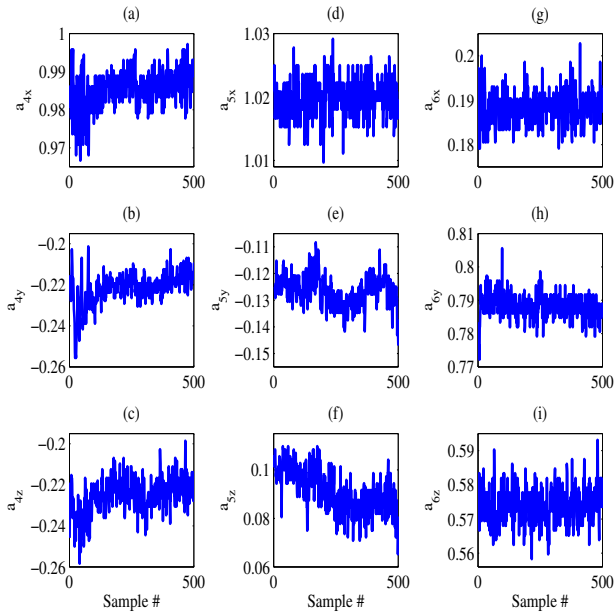 (a)
(d)
(g)
a4x
1
0.99
0.98
0.97
0
500
a5x
1.03
1.02
1.01
0
500
a6x
0.2
0.19
0.18
0
500
(b)
(e)
(h)
a4y
−0.2
−0.22
−0.24
−0.26
0
500
a5y
−0.11
−0.12
−0.13
−0.14
−0.15
0
500
a6y
0.81
0.8
0.79
0.78
0.77
0
500
(c)
(f)
(i)
a4z
−0.2
−0.22
−0.24
−0.26
0
500
Sample #
a5z
0.1
0.08
0.06
0
500
Sample #
a6z
0.59
0.58
0.57
0.56
0
500
Sample #